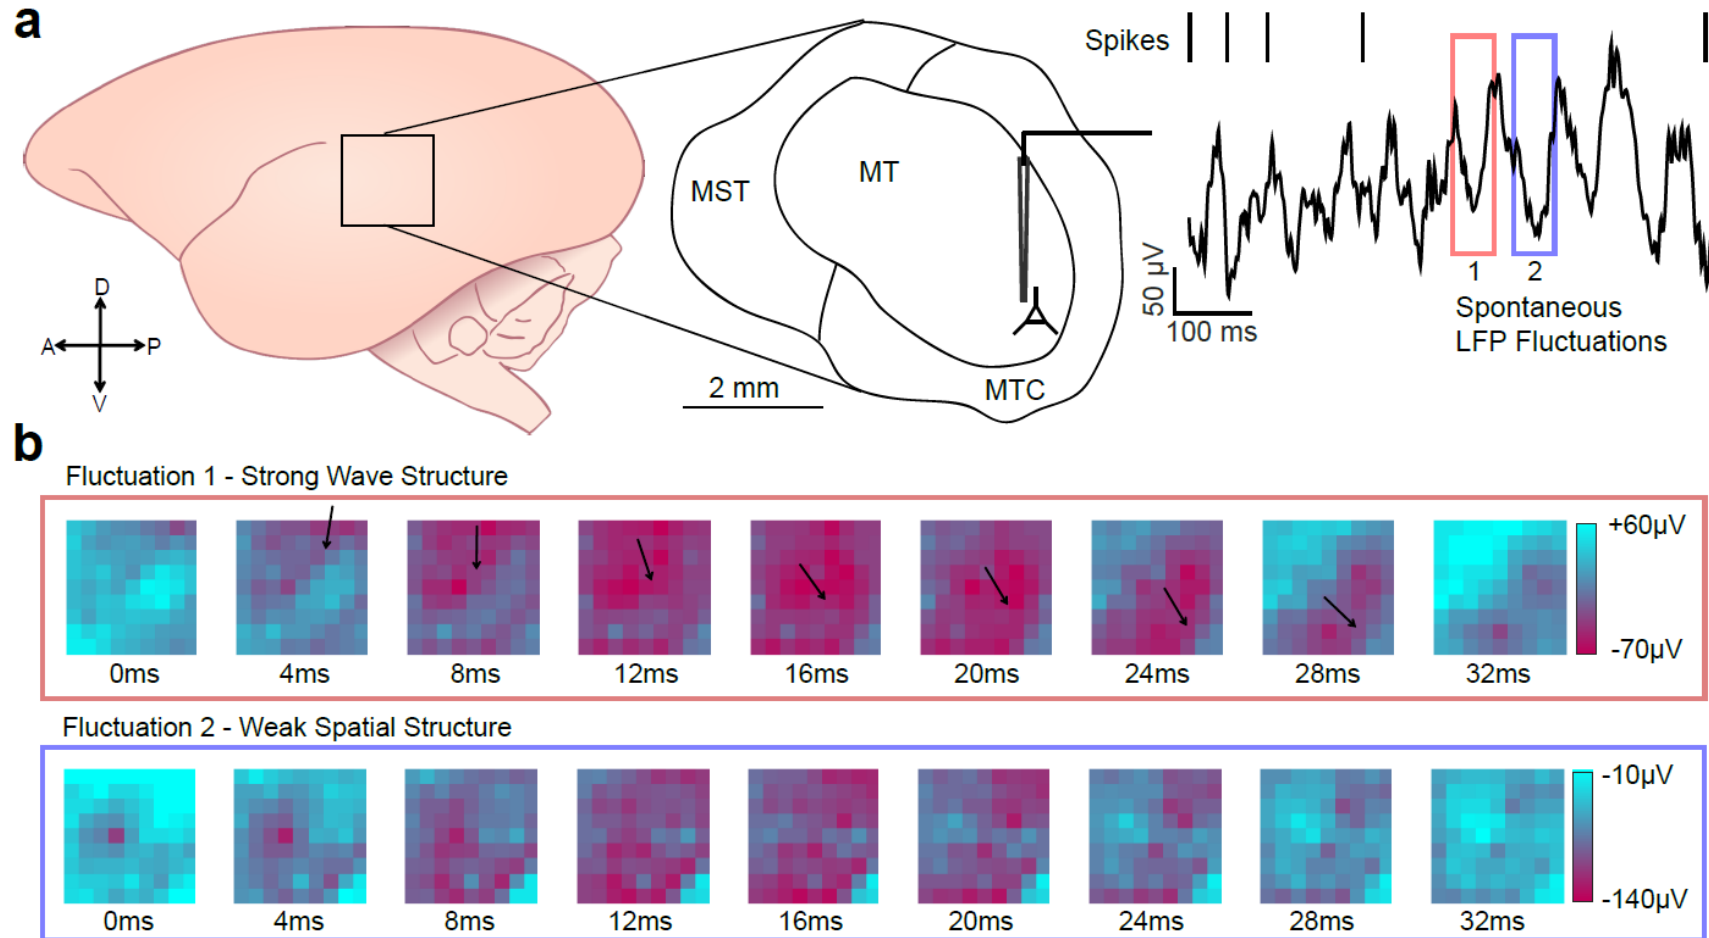 a
Spikes
MST
MT
MTC
2 mm
D
A
P
V
50 µV
100 ms
1
2
Spontaneous
LFP Fluctuations
b
Fluctuation 1 - Strong Wave Structure
+60µV
-70µV
0ms 4ms 8ms 12ms 16ms 20ms 24ms 28ms 32ms
Fluctuation 2 - Weak Spatial Structure
-10µV
-140µV
0ms 4ms 8ms 12ms 16ms 20ms 24ms 28ms 32ms